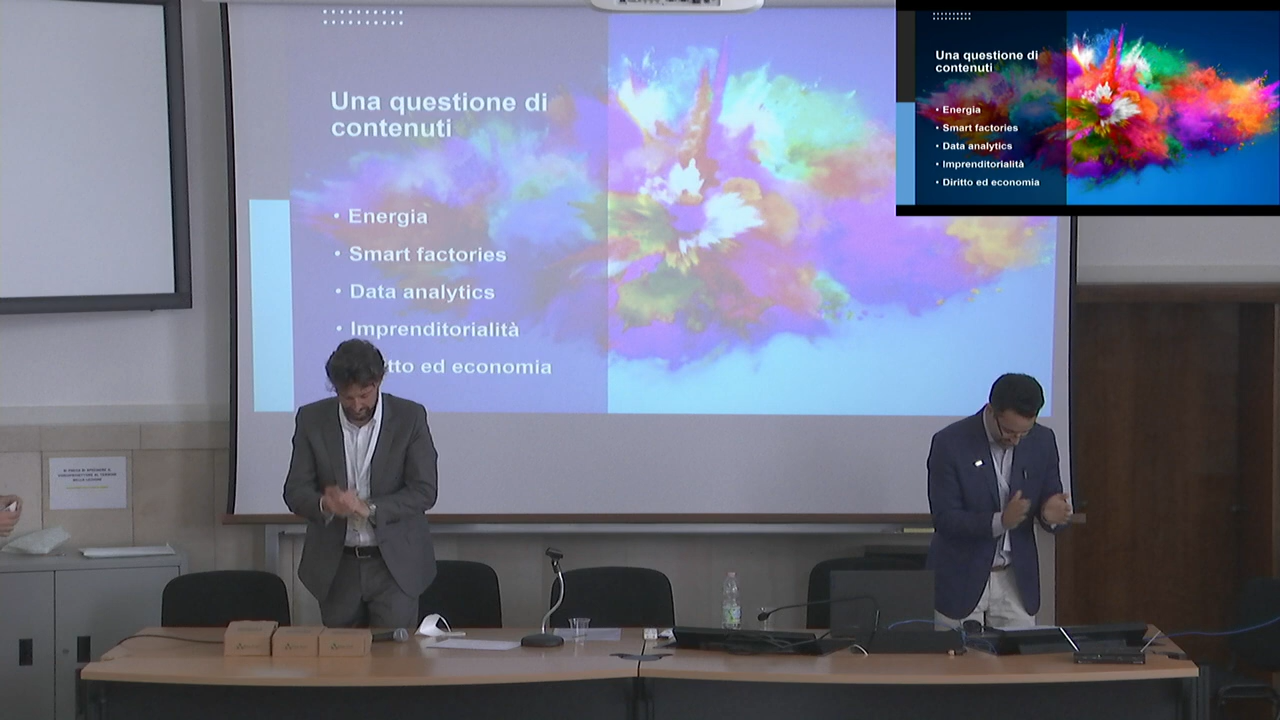 Una questione di
contenuti
• Energia
• Smart factories
• Data analytics
• Imprenditorialità
tto ed economia
Una questione di
contenuti
• Energia
• Smart factories
• Data analytics
• Imprenditorialità
• Diritto ed economia